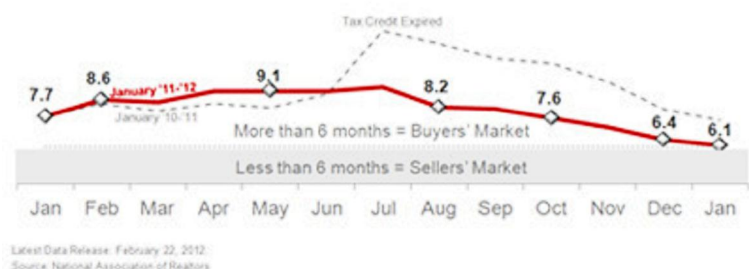 Tax Credit Expired
7.7
8.6
January '11-'12
9.1
8.2
7.6
6.4
6.1
January '10-'11
More than 6 months = Buyers' Market
Less than 6 months = Sellers' Market
Jan Feb Mar Apr May Jun Jul Aug Sep Oct Nov Dec Jan
Latest Data Release: February 22, 2012.
Source: National Association of Realtors